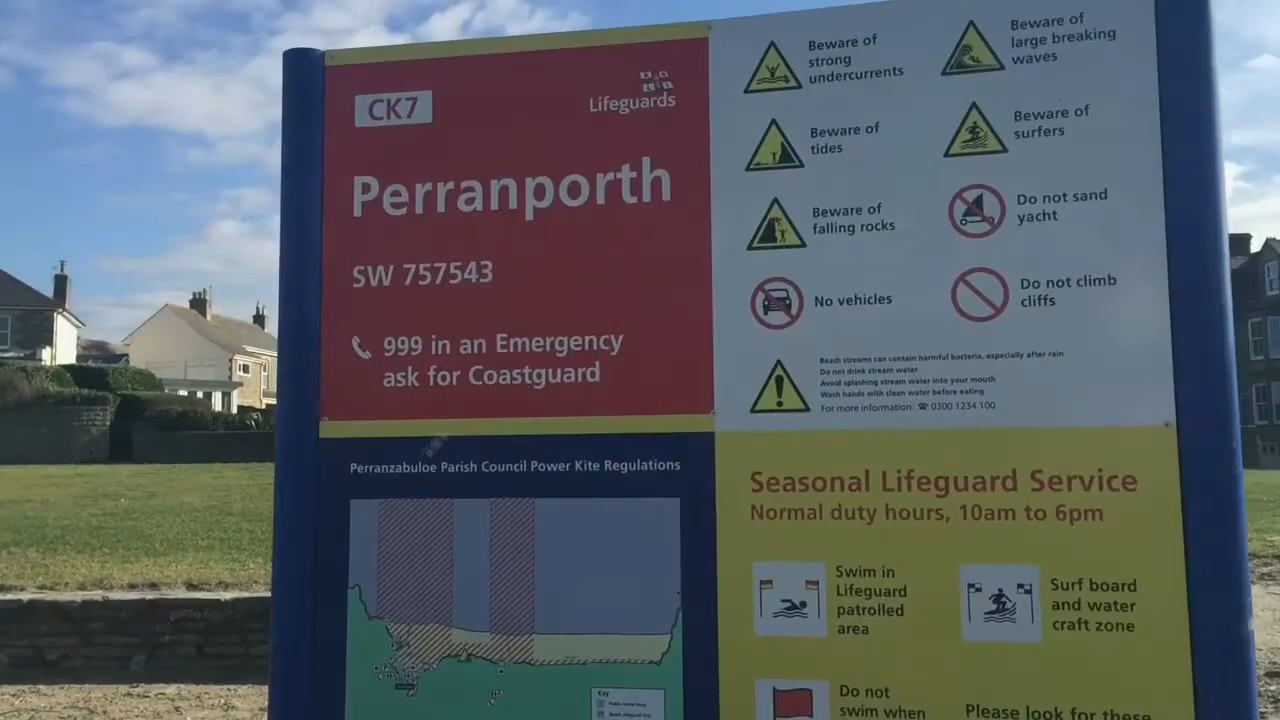 CK7
Lifeguards
Perranporth
SW 757543
999 in an Emergency
ask for Coastguard
Beware of
strong
undercurrents
Beware of
large breaking
waves
Beware of
tides
Beware of
surfers
Beware of
falling rocks
Do not sand
yacht
No vehicles
Do not climb
cliffs
Beach streams can contain harmful bacteria, especially after rain
Do not drink stream water
Avoid splashing stream water into your mouth
Wash hands with clean water before eating
For more information: ☎ 0300 1234 100
Perranzabuloe Parish Council Power Kite Regulations
Key
Seasonal Lifeguard Service
Normal duty hours, 10am to 6pm
Swim in
Lifeguard
patrolled
area
Surf board
and water
craft zone
Do not
swim when
Please look for these